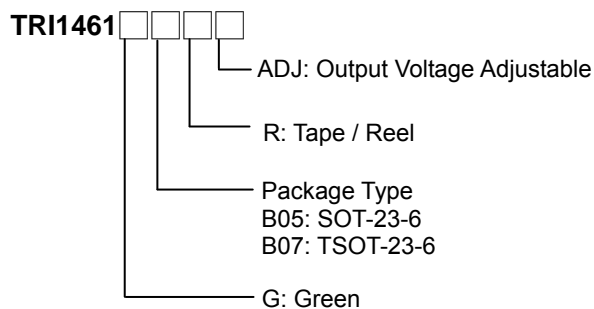 TRI1461
ADJ: Output Voltage Adjustable
R: Tape / Reel
Package Type
B05: SOT-23-6
B07: TSOT-23-6
G: Green